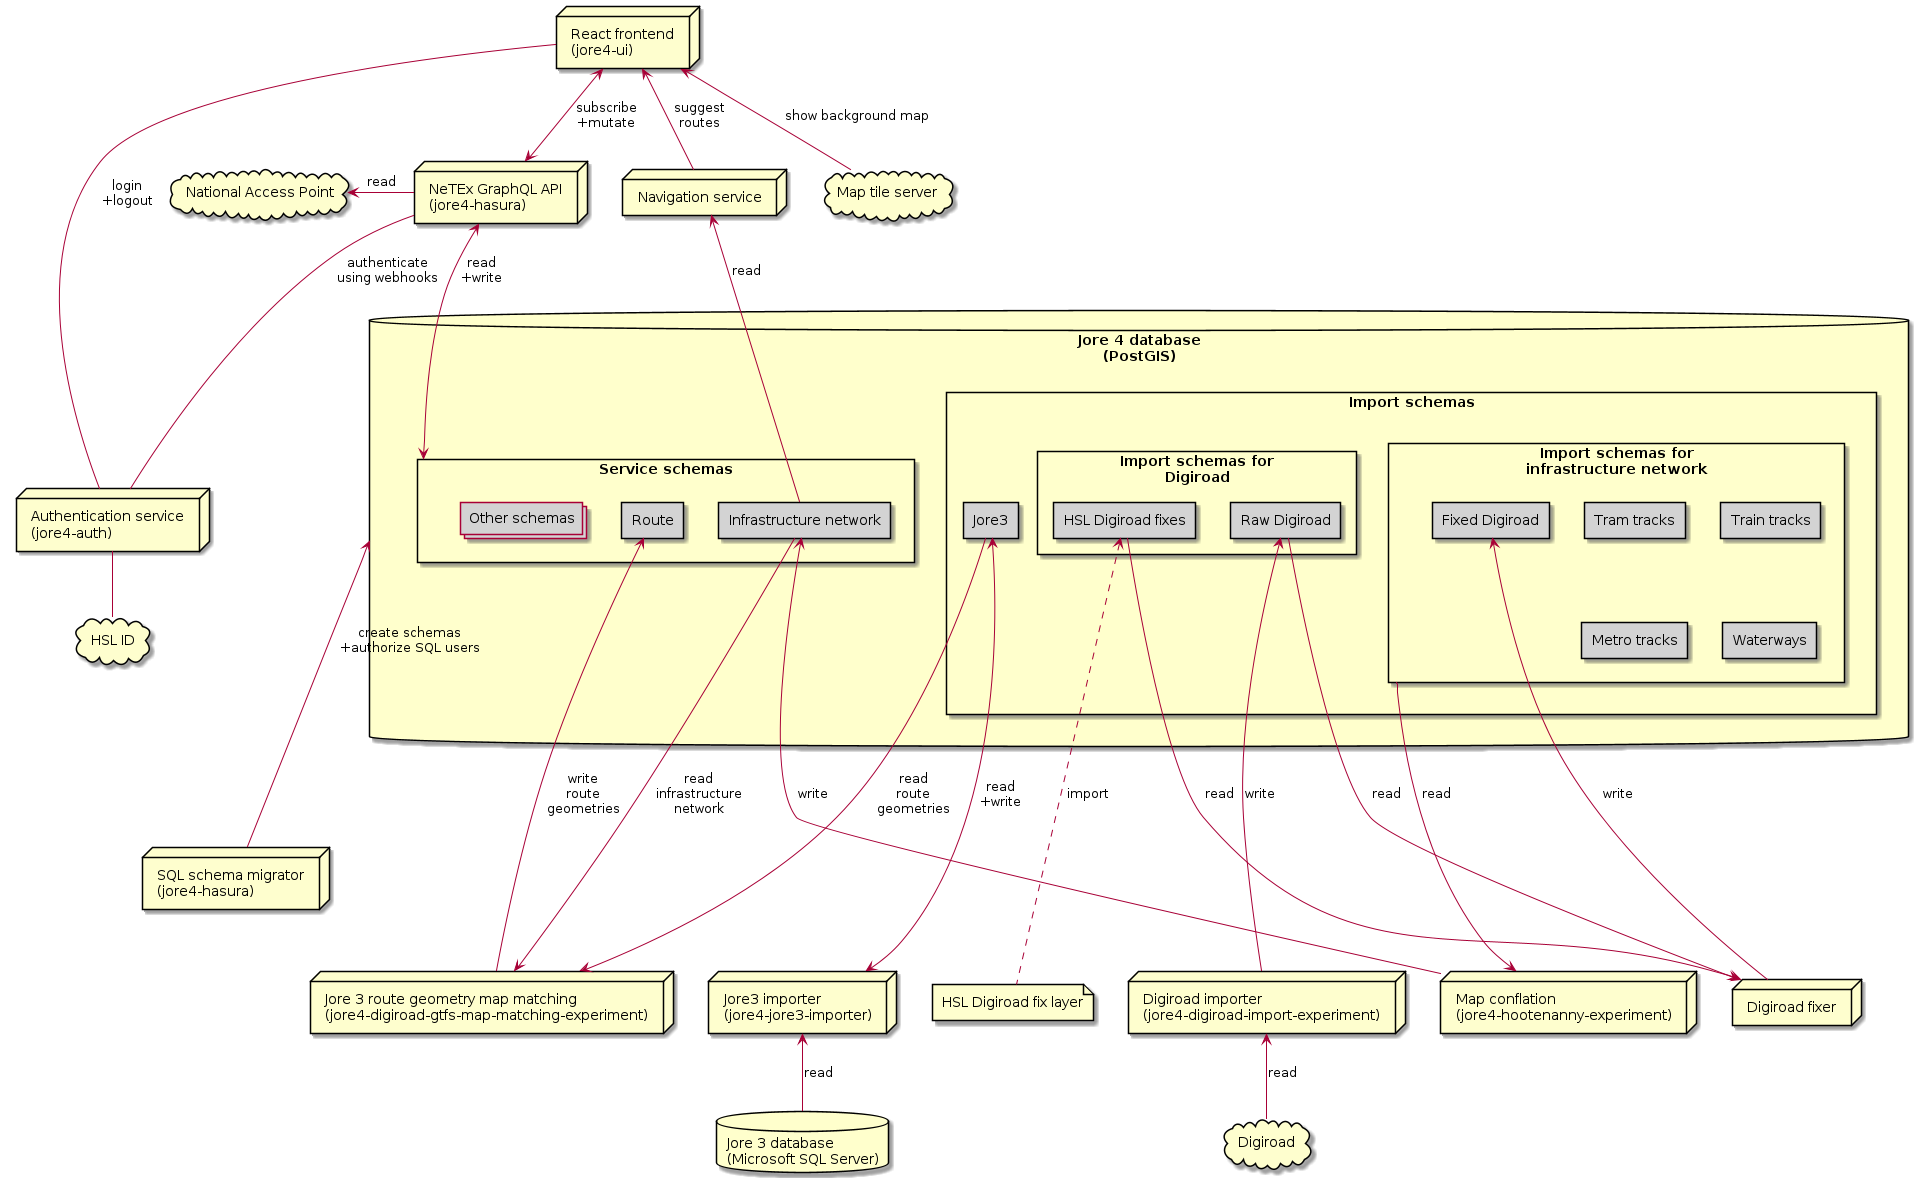 React frontend
(jore4-ui)
subscribe
+mutate
suggest
routes
show background map
login
+logout
National Access Point
read
NeTEx GraphQL API
(jore4-hasura)
Navigation service
Map tile server
authenticate
using webhooks
read
+write
read
Jore 4 database
(PostGIS)
Import schemas
Service schemas
Import schemas for
Digiroad
Import schemas for
infrastructure network
Other schemas
Route
Infrastructure network
Jore3
HSL Digiroad fixes
Raw Digiroad
Fixed Digiroad
Tram tracks
Train tracks
Authentication service
(jore4-auth)
HSL ID
create schemas
+authorize SQL users
Metro tracks
Waterways
write
route
geometries
read
infrastructure
network
write
read
route
geometries
read
+write
import
read
write
read
read
write
SQL schema migrator
(jore4-hasura)
Jore 3 route geometry map matching
(jore4-digiroad-gtfs-map-matching-experiment)
Jore3 importer
(jore4-jore3-importer)
HSL Digiroad fix layer
Digiroad importer
(jore4-digiroad-import-experiment)
Map conflation
(jore4-hootenanny-experiment)
Digiroad fixer
read
read
Jore 3 database
(Microsoft SQL Server)
Digiroad